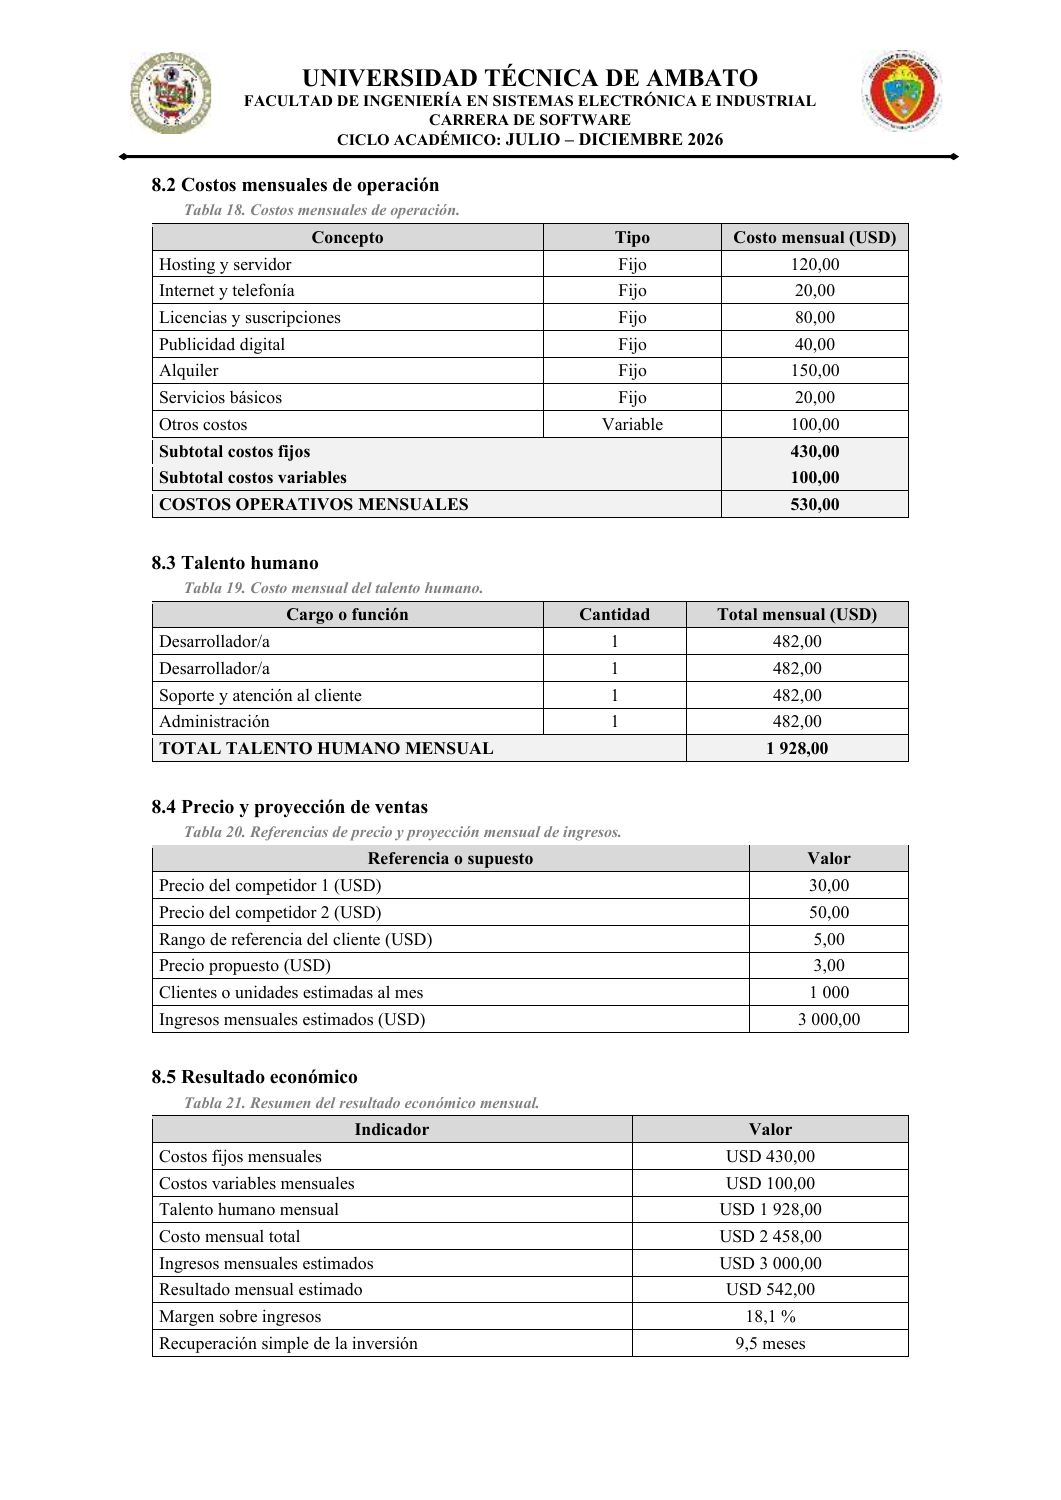 UNIVERSIDAD TÉCNICA DE AMBATO
FACULTAD DE INGENIERÍA EN SISTEMAS ELECTRÓNICA E INDUSTRIAL
CARRERA DE SOFTWARE
CICLO ACADÉMICO: JULIO – DICIEMBRE 2026
8.2 Costos mensuales de operación
Tabla 18. Costos mensuales de operación.
Concepto Tipo Costo mensual (USD)
Hosting y servidor Fijo 120,00
Internet y telefonía Fijo 20,00
Licencias y suscripciones Fijo 80,00
Publicidad digital Fijo 40,00
Alquiler Fijo 150,00
Servicios básicos Fijo 20,00
Otros costos Variable 100,00
Subtotal costos fijos 430,00
Subtotal costos variables 100,00
COSTOS OPERATIVOS MENSUALES 530,00
8.3 Talento humano
Tabla 19. Costo mensual del talento humano.
Cargo o función Cantidad Total mensual (USD)
Desarrollador/a 1 482,00
Desarrollador/a 1 482,00
Soporte y atención al cliente 1 482,00
Administración 1 482,00
TOTAL TALENTO HUMANO MENSUAL 1 928,00
8.4 Precio y proyección de ventas
Tabla 20. Referencias de precio y proyección mensual de ingresos.
Referencia o supuesto Valor
Precio del competidor 1 (USD) 30,00
Precio del competidor 2 (USD) 50,00
Rango de referencia del cliente (USD) 5,00
Precio propuesto (USD) 3,00
Clientes o unidades estimadas al mes 1 000
Ingresos mensuales estimados (USD) 3 000,00
8.5 Resultado económico
Tabla 21. Resumen del resultado económico mensual.
Indicador Valor
Costos fijos mensuales USD 430,00
Costos variables mensuales USD 100,00
Talento humano mensual USD 1 928,00
Costo mensual total USD 2 458,00
Ingresos mensuales estimados USD 3 000,00
Resultado mensual estimado USD 542,00
Margen sobre ingresos 18,1 %
Recuperación simple de la inversión 9,5 meses